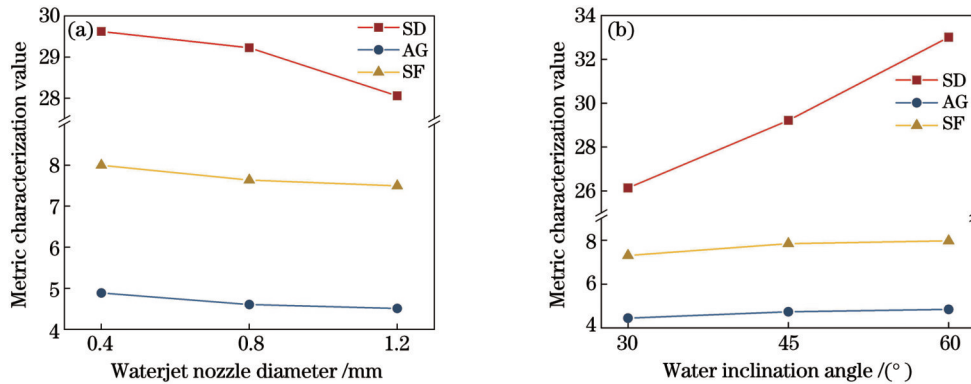 (a)
SD
AG
SF
30
29
28
8
7
6
5
4
0.4 0.8 1.2
Metric characterization value
Waterjet nozzle diameter /mm
(b)
SD
AG
SF
34
32
30
28
26
8
6
4
30 45 60
Metric characterization value
Water inclination angle /(° )